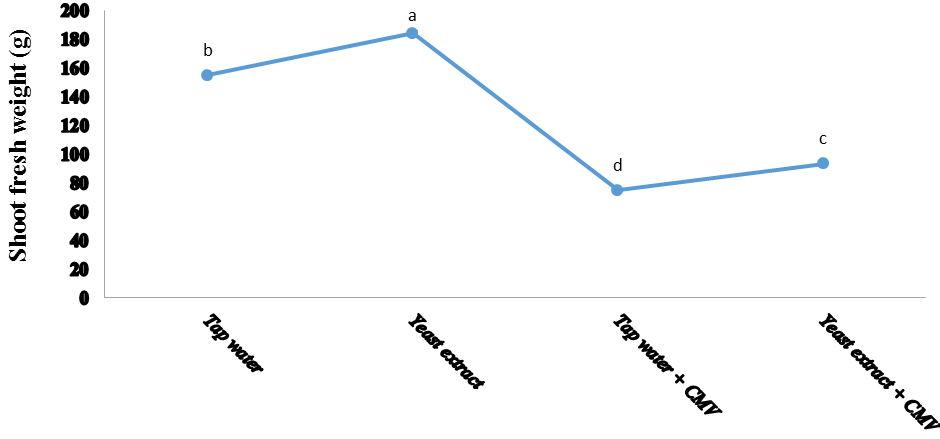 Shoot fresh weight (g)
200
180
160
140
120
100
80
60
40
20
0
b
a
d
c
Tap water
Yeast extract
Tap water + CMV
Yeast extract + CMV